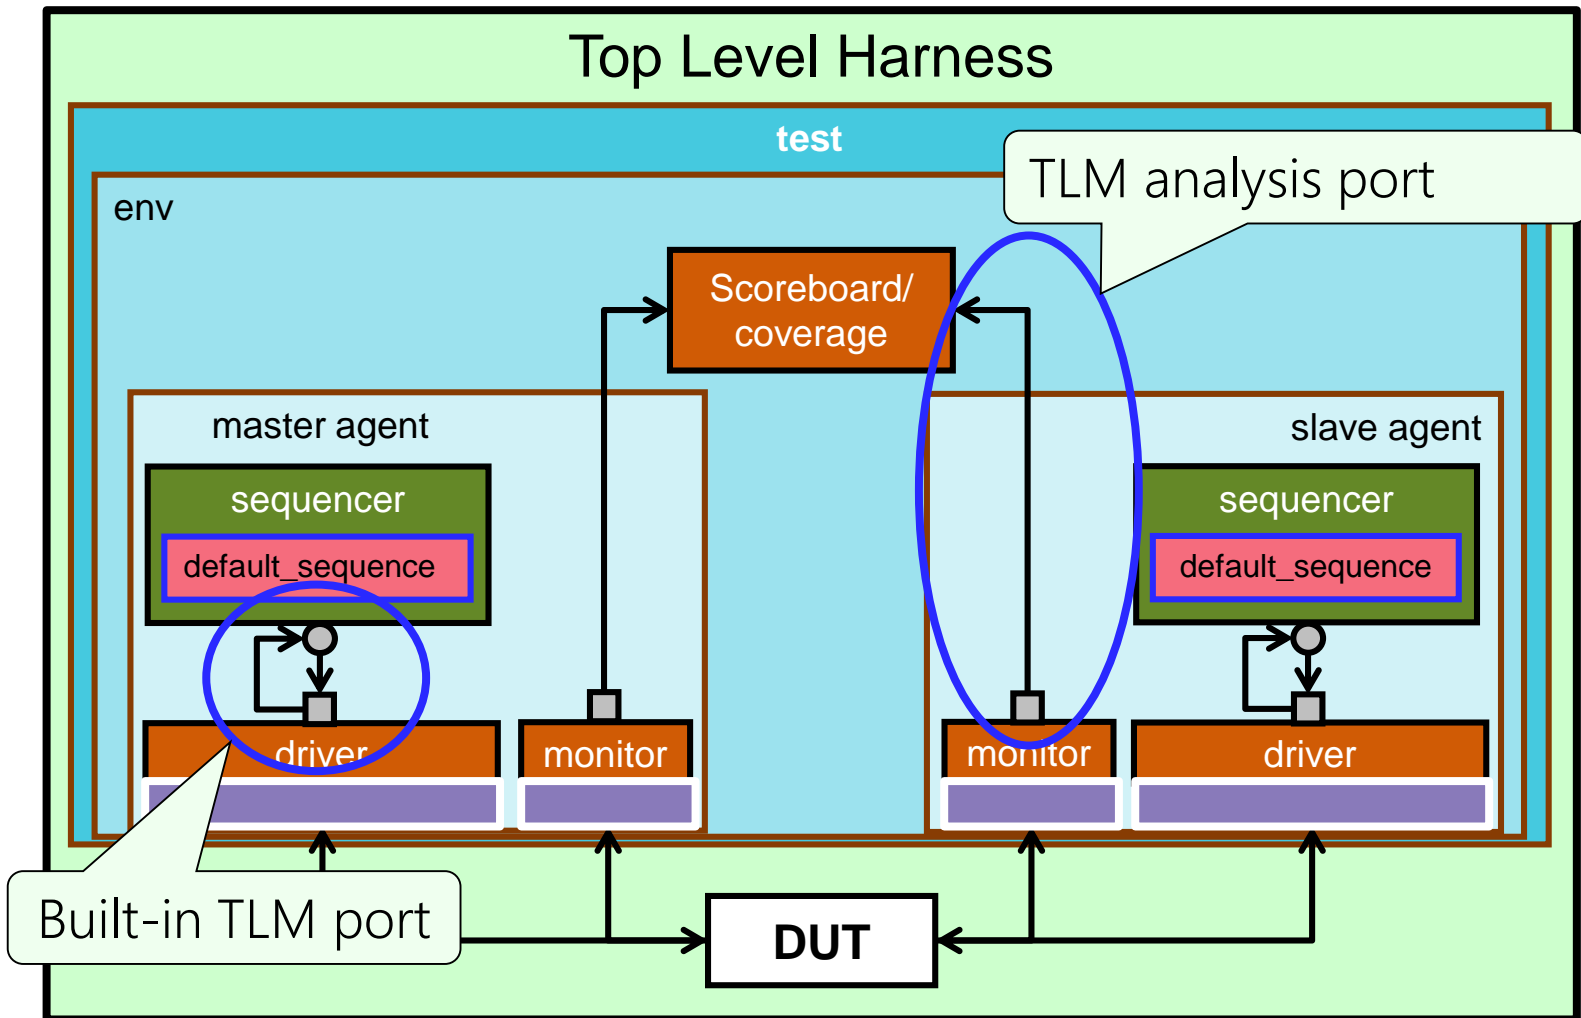 Top Level Harness
test
TLM analysis port
env
Scoreboard/
coverage
master agent
slave agent
sequencer
default_sequence
sequencer
default_sequence
driver
monitor
monitor
driver
Built-in TLM port
DUT